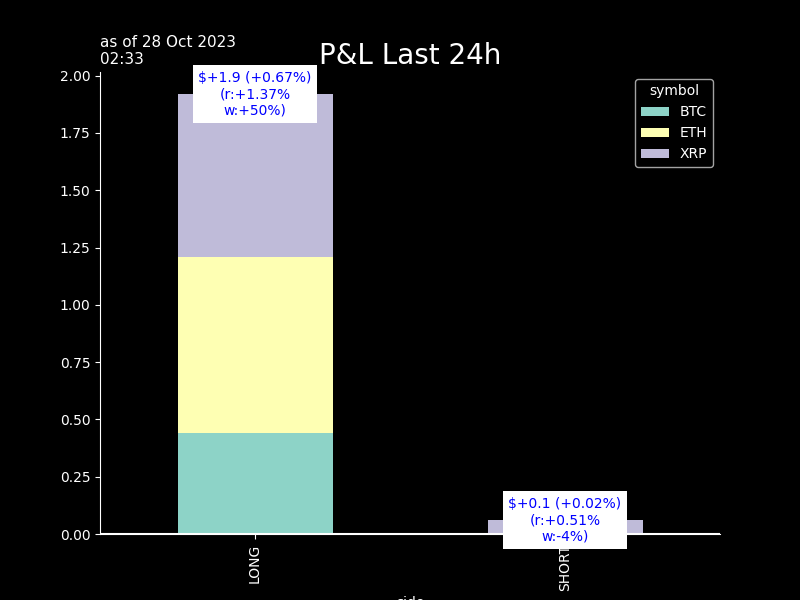 as of 28 Oct 2023
02:33
P&L Last 24h
2.00
1.75
1.50
1.25
1.00
0.75
0.50
0.25
0.00
$+1.9 (+0.67%)
(r:+1.37%
w:+50%)
$+0.1 (+0.02%)
(r:+0.51%
w:-4%)
symbol
BTC
ETH
XRP
LONG
SHORT
side